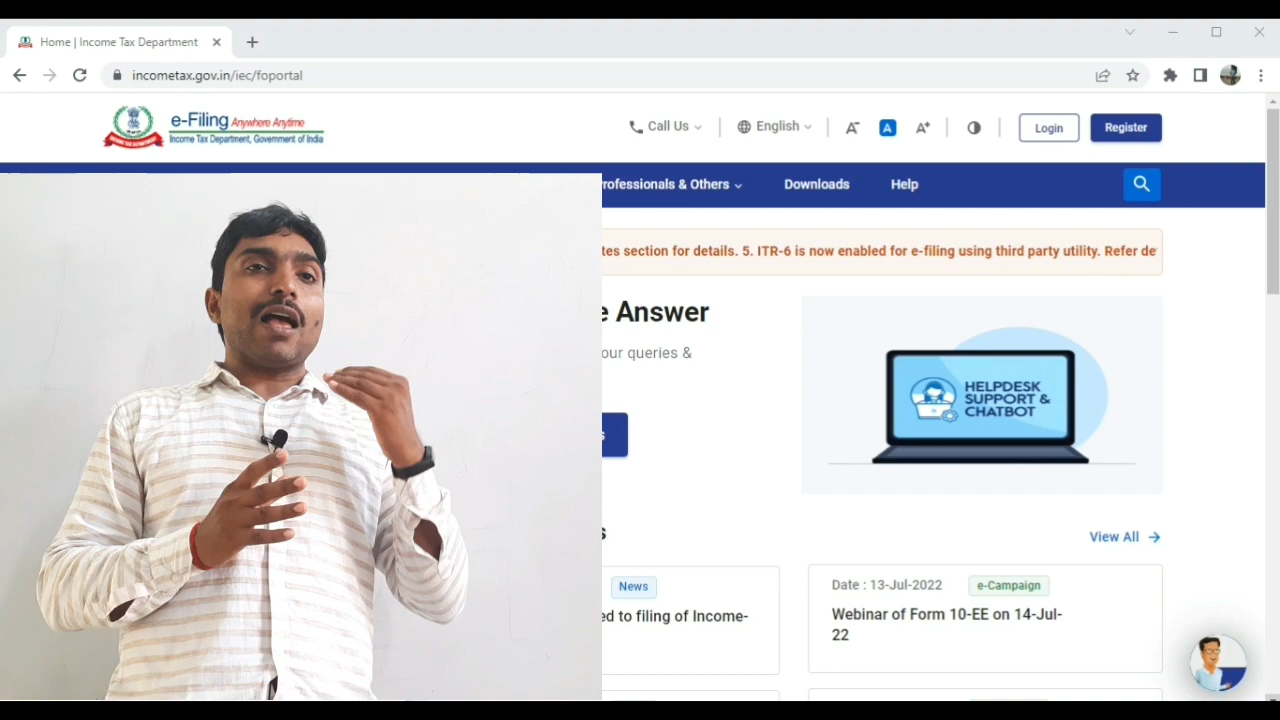 Home | Income Tax Department
incometax.gov.in/iec/foportal
e-Filing Anywhere Anytime
Income Tax Department, Government of India
Call Us
English
A-
A
A+
Login
Register
rofessionals & Others
Downloads
Help
tes section for details. 5. ITR-6 is now enabled for e-filing using third party utility. Refer de
e Answer
our queries &
HELPDESK
SUPPORT &
CHATBOT
s
s
View All
News
ed to filing of Income-
Date : 13-Jul-2022
e-Campaign
Webinar of Form 10-EE on 14-Jul-
22